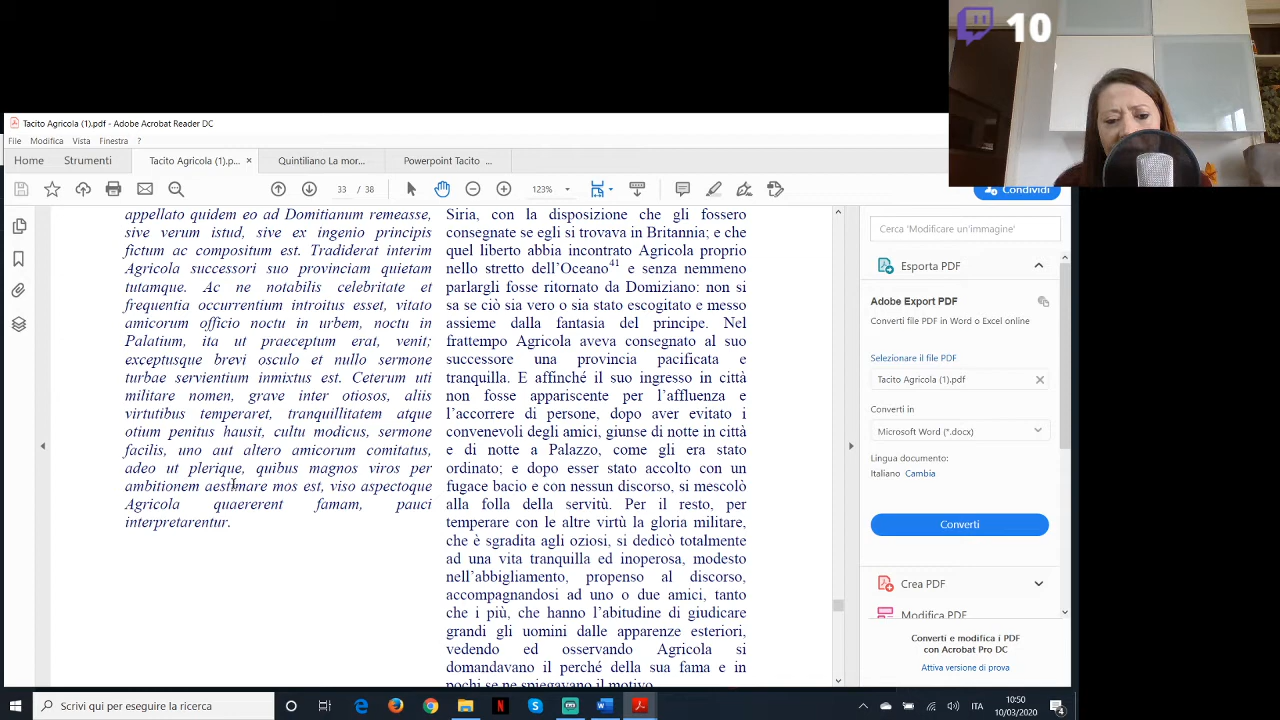 10
Tacito Agricola (1).pdf - Adobe Acrobat Reader DC
File Modifica Vista Finestra ?
Home Strumenti Tacito Agricola (1).p... × Quintiliano La mor... Powerpoint Tacito ...
33 / 38 123% Condividi
appellato quidem eo ad Domitianum remeasse,
sive verum istud, sive ex ingenio principis
fictum ac compositum est. Tradiderat interim
Agricola successori suo provinciam quietam
tutamque. Ac ne notabilis celebritate et
frequentia occurrentium introitus esset, vitato
amicorum officio noctu in urbem, noctu in
Palatium, ita ut praeceptum erat, venit;
exceptusque brevi osculo et nullo sermone
turbae servientium inmixtus est. Ceterum uti
militare nomen, grave inter otiosos, aliis
virtutibus temperaret, tranquillitatem atque
otium penitus hausit, cultu modicus, sermone
facilis, uno aut altero amicorum comitatus,
adeo ut plerique, quibus magnos viros per
ambitionem aestimare mos est, viso aspectoque
Agricola quaererent famam, pauci
interpretarentur.
Siria, con la disposizione che gli fossero
consegnate se egli si trovava in Britannia; e che
quel liberto abbia incontrato Agricola proprio
nello stretto dell'Oceano41 e senza nemmeno
parlargli fosse ritornato da Domiziano: non si
sa se ciò sia vero o sia stato escogitato e messo
assieme dalla fantasia del principe. Nel
frattempo Agricola aveva consegnato al suo
successore una provincia pacificata e
tranquilla. E affinché il suo ingresso in città
non fosse appariscente per l'affluenza e
l'accorrere di persone, dopo aver evitato i
convenevoli degli amici, giunse di notte in città
e di notte a Palazzo, come gli era stato
ordinato; e dopo esser stato accolto con un
fugace bacio e con nessun discorso, si mescolò
alla folla della servitù. Per il resto, per
temperare con le altre virtù la gloria militare,
che è sgradita agli oziosi, si dedicò totalmente
ad una vita tranquilla ed inoperosa, modesto
nell'abbigliamento, propenso al discorso,
accompagnandosi ad uno o due amici, tanto
che i più, che hanno l'abitudine di giudicare
grandi gli uomini dalle apparenze esteriori,
vedendo ed osservando Agricola si
domandavano il perché della sua fama e in
pochi se ne spiegavano il motivo.
Cerca 'Modificare un'immagine'
Esporta PDF
Adobe Export PDF
Converti file PDF in Word o Excel online
Selezionare il file PDF
Tacito Agricola (1).pdf ×
Converti in
Microsoft Word (*.docx)
Lingua documento:
Italiano Cambia
Converti
Crea PDF
Modifica PDF
Converti e modifica i PDF
con Acrobat Pro DC
Attiva versione di prova
Scrivi qui per eseguire la ricerca
10:50
10/03/2020
4